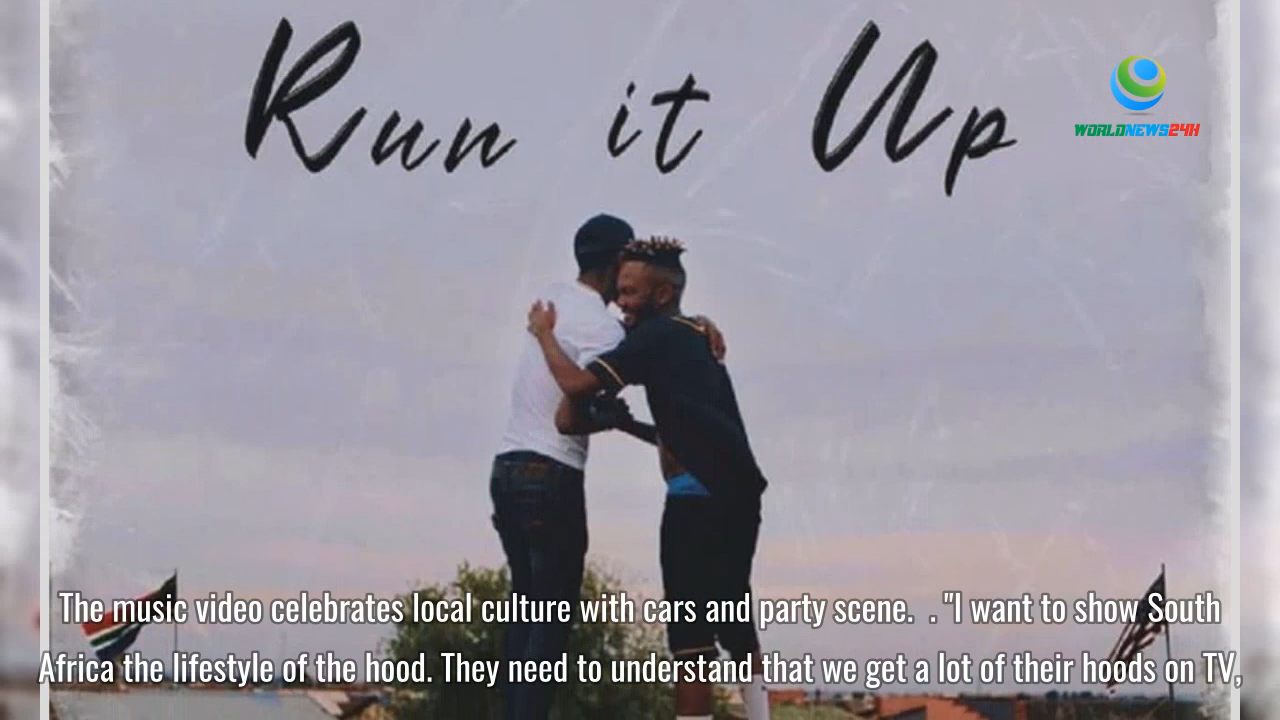 Run it Up
WORLDNEWS24H
The music video celebrates local culture with cars and party scene.  . "I want to show South
Africa the lifestyle of the hood. They need to understand that we get a lot of their hoods on TV,